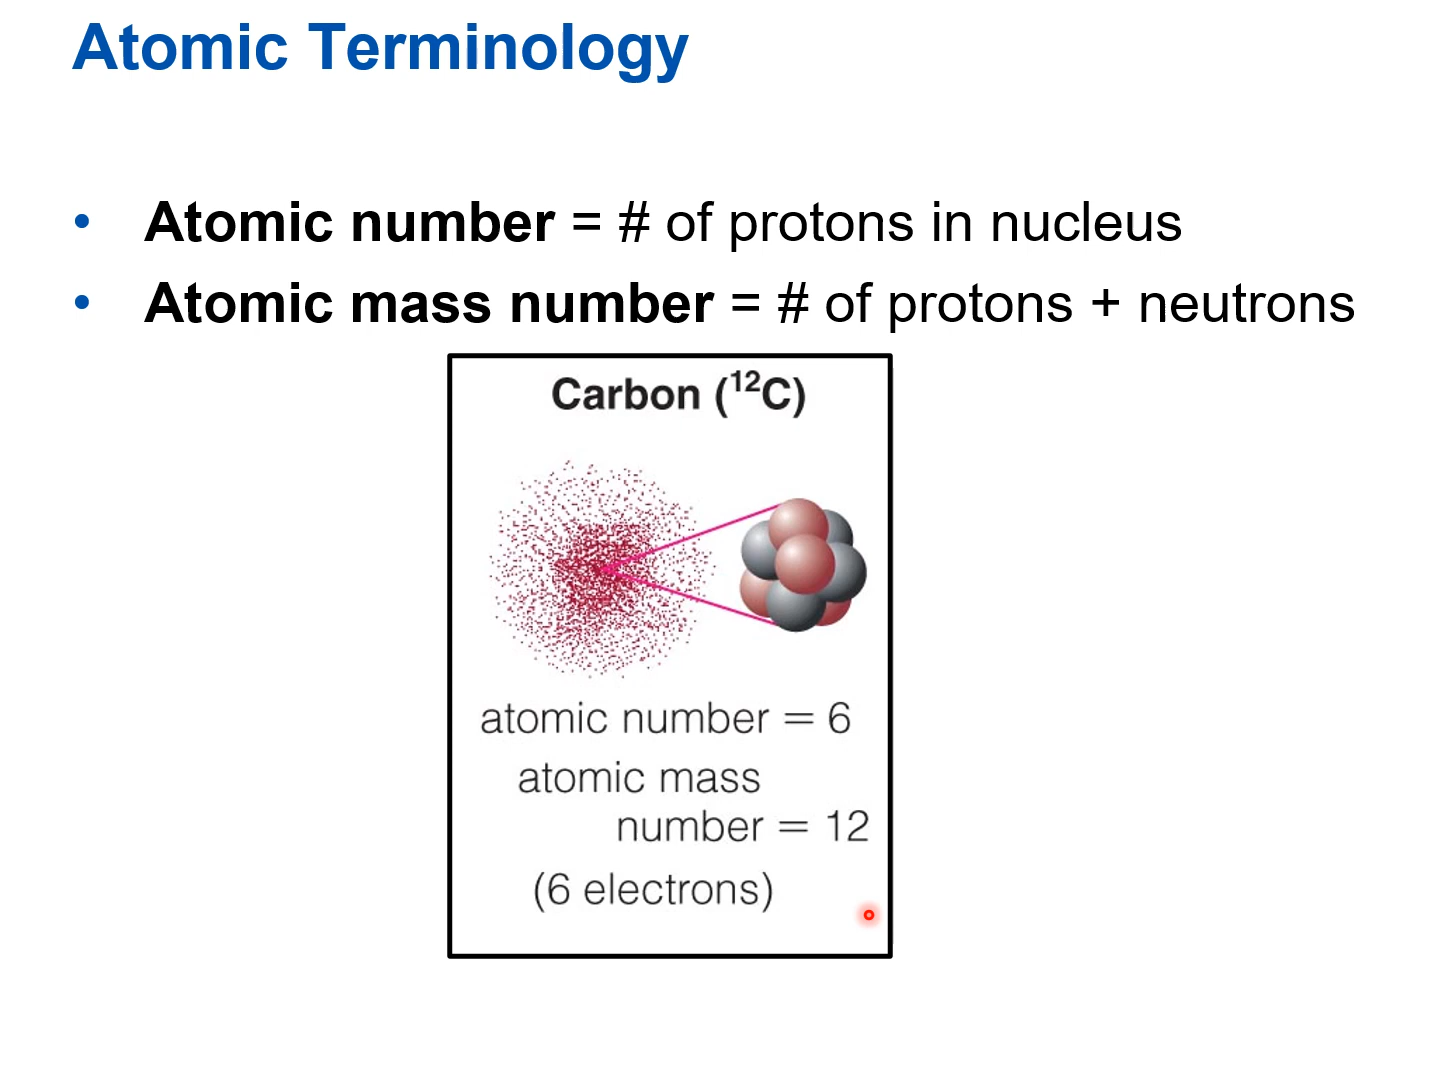 Atomic Terminology
• Atomic number = # of protons in nucleus
• Atomic mass number = # of protons + neutrons
Carbon (¹²C)
atomic number = 6
atomic mass
number = 12
(6 electrons)